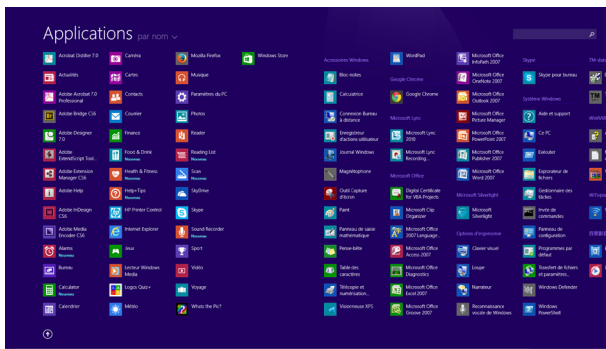 Applications par nom
Acrobat Distiller 7.0
Actualités
Adobe Acrobat 7.0
Professional
Adobe Bridge CS6
Adobe Designer
7.0
Adobe
ExtendScript Tool...
Adobe Extension
Manager CS6
Adobe Help
Adobe InDesign
CS6
Adobe Media
Encoder CS6
Alarms
Nouveau
Bureau
Calculator
Nouveau
Calendrier
Caméra
Cartes
Contacts
Courrier
Finance
Food & Drink
Nouveau
Health & Fitness
Nouveau
Help+Tips
Nouveau
HP Printer Control
Internet Explorer
Jeux
Lecteur Windows
Media
Logos Quiz+
Météo
Mozilla Firefox
Musique
Paramètres du PC
Photos
Reader
Reading List
Nouveau
Scan
Nouveau
SkyDrive
Skype
Sound Recorder
Nouveau
Sport
Vidéo
Voyage
Whats the Pic?
Windows Store
Accessoires Windows
Bloc-notes
Calculatrice
Connexion Bureau
à distance
Enregistreur
d'actions utilisateur
Journal Windows
Magnétophone
Outil Capture
d'écran
Paint
Panneau de saisie
mathématique
Pense-bête
Table des
caractères
Télécopie et
numérisation...
Visionneuse XPS
WordPad
Google Chrome
Google Chrome
Microsoft Lync
Microsoft Lync
2010
Microsoft Lync
Recording...
Microsoft Office
Digital Certificate
for VBA Projects
Microsoft Clip
Organizer
Microsoft Office
2007 Language...
Microsoft Office
Access 2007
Microsoft Office
Diagnostics
Microsoft Office
Excel 2007
Microsoft Office
Groove 2007
Microsoft Office
InfoPath 2007
Microsoft Office
OneNote 2007
Microsoft Office
Outlook 2007
Microsoft Office
Picture Manager
Microsoft Office
PowerPoint 2007
Microsoft Office
Publisher 2007
Microsoft Office
Word 2007
Microsoft Silverlight
Microsoft
Silverlight
Options d'ergonomie
Clavier visuel
Loupe
Narrateur
Reconnaissance
vocale de Windows
Skype
Skype pour bureau
Système Windows
Aide et support
Ce PC
Exécuter
Explorateur de
fichiers
Gestionnaire des
tâches
Invite de
commandes
Panneau de
configuration
Programmes par
défaut
Transfert de fichiers
et paramètres...
Windows Defender
Windows
PowerShell